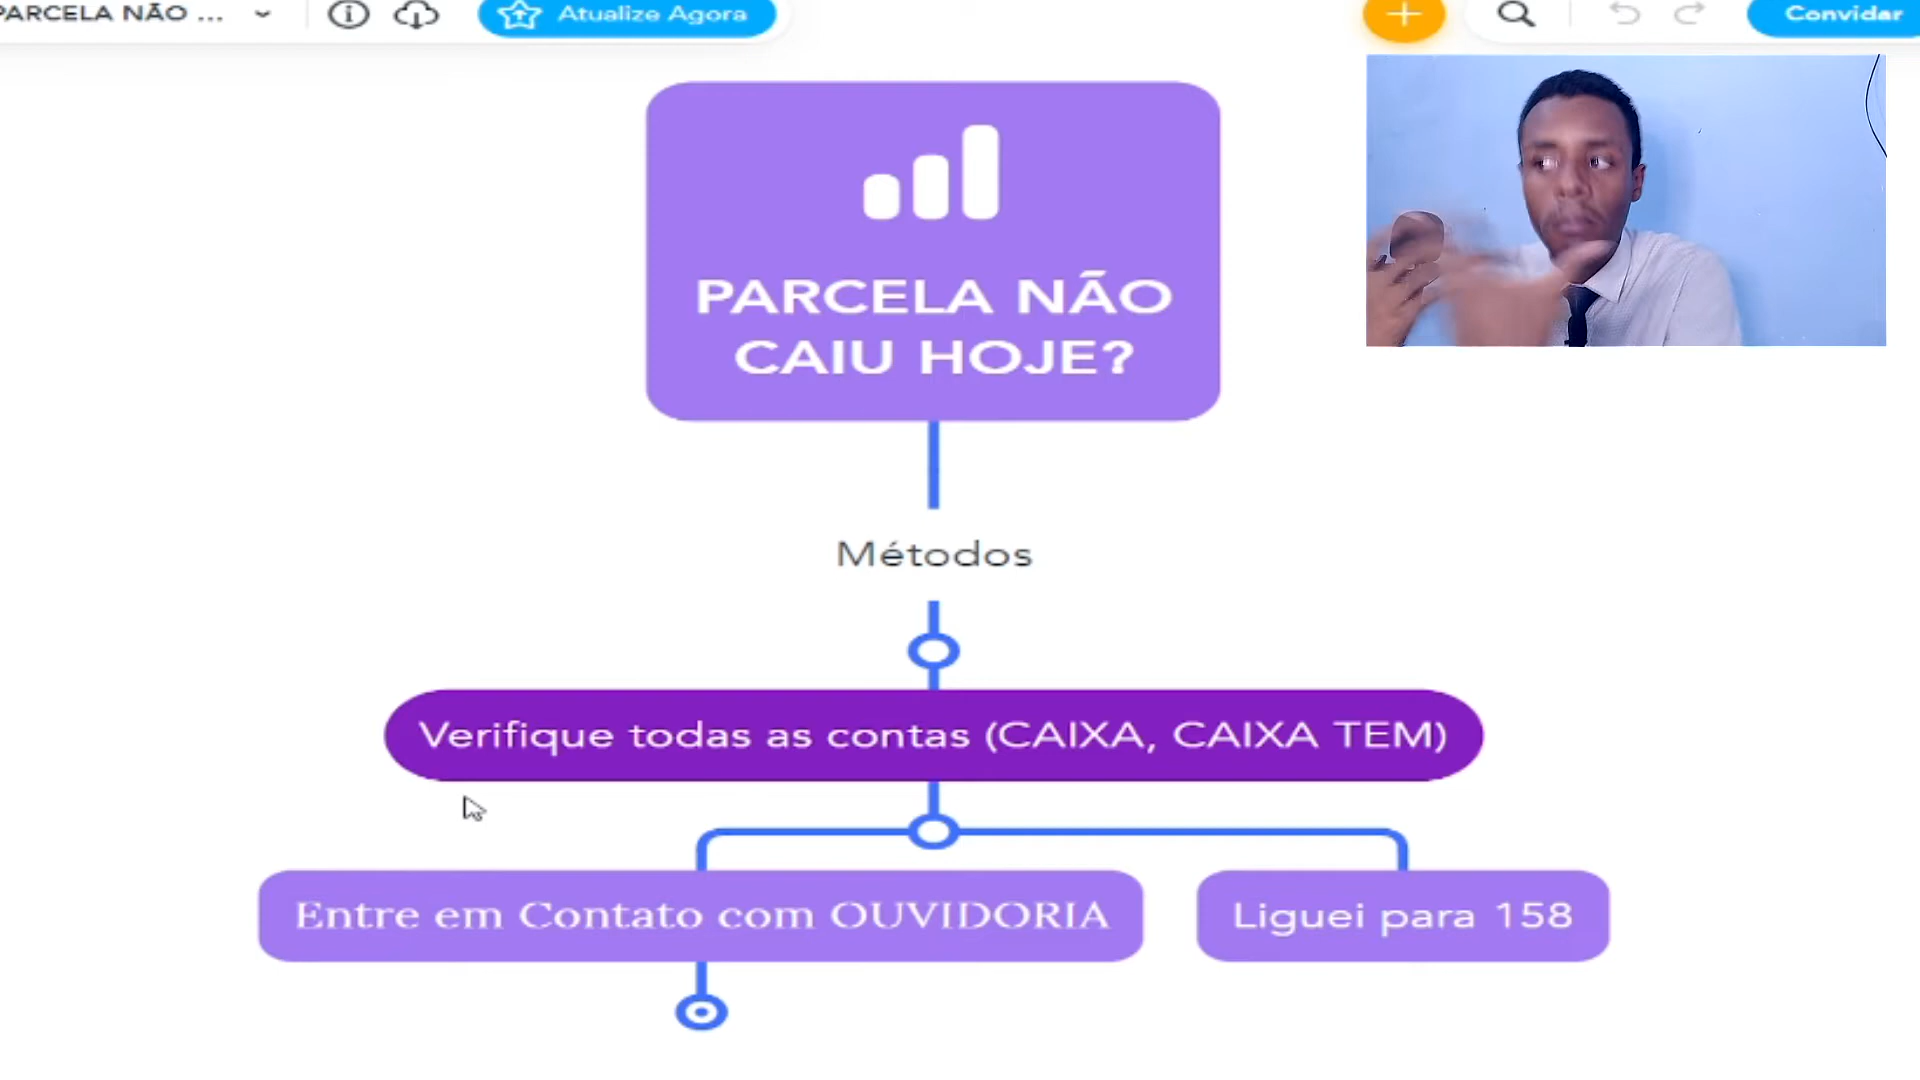 PARCELA NÃO ...
Atualize Agora
Convidar
PARCELA NÃO
CAIU HOJE?
Métodos
Verifique todas as contas (CAIXA, CAIXA TEM)
Entre em Contato com OUVIDORIA
Liguei para 158